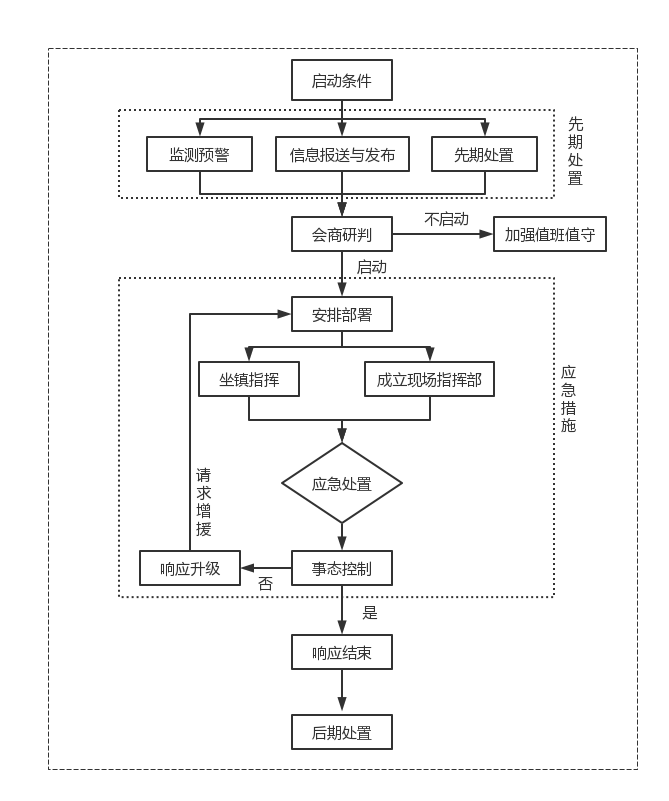 启动条件
先期处置
监测预警
信息报送与发布
先期处置
会商研判
不启动
加强值班值守
启动
安排部署
坐镇指挥
成立现场指挥部
应急措施
应急处置
请求增援
响应升级
否
事态控制
是
响应结束
后期处置